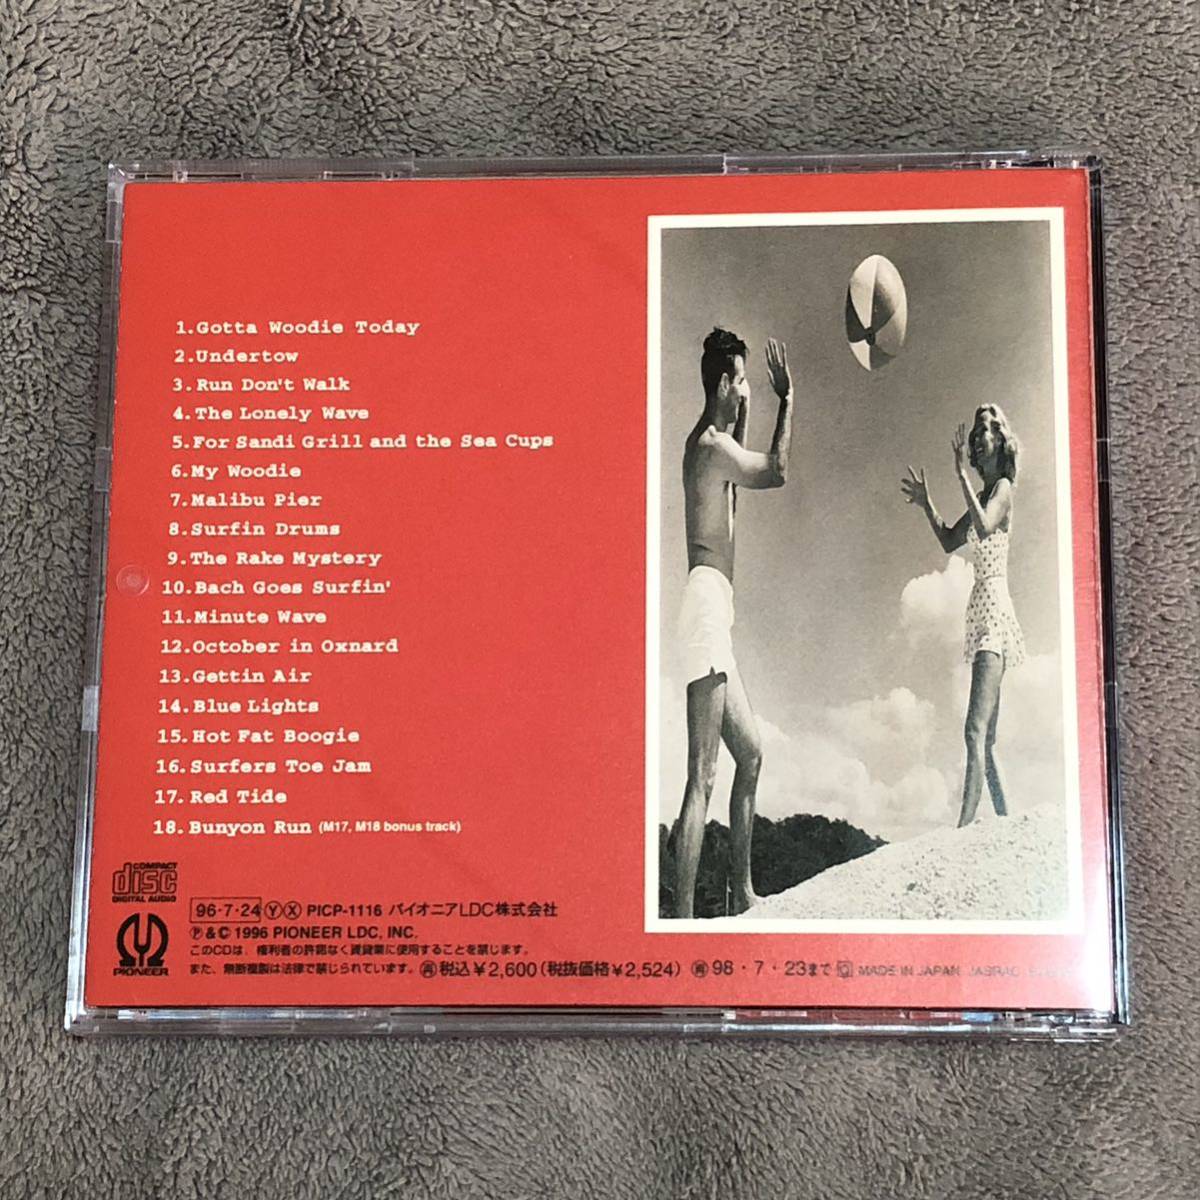 1.Gotta Woodie Today
2.Undertow
3.Run Don't Walk
4.The Lonely Wave
5.For Sandi Grill and the Sea Cups
6.My Woodie
7.Malibu Pier
8.Surfin Drums
9.The Rake Mystery
10.Bach Goes Surfin'
11.Minute Wave
12.October in Oxnard
13.Gettin Air
14.Blue Lights
15.Hot Fat Boogie
16.Surfers Toe Jam
17.Red Tide
18.Bunyon Run (M17, M18 bonus track)
COMPACT
disc
DIGITAL AUDIO
PIONEER
96・7・24 Ⓨ Ⓧ PICP-1116 パイオニアLDC株式会社
℗ & © 1996 PIONEER LDC, INC.
このCDは、権利者の許諾なく賃貸業に使用することを禁じます。
また、無断複製は法律で禁じられています。 ㊢税込¥2,600(税抜価格¥2,524) ㊢98・7・23まで MADE IN JAPAN JASRAC